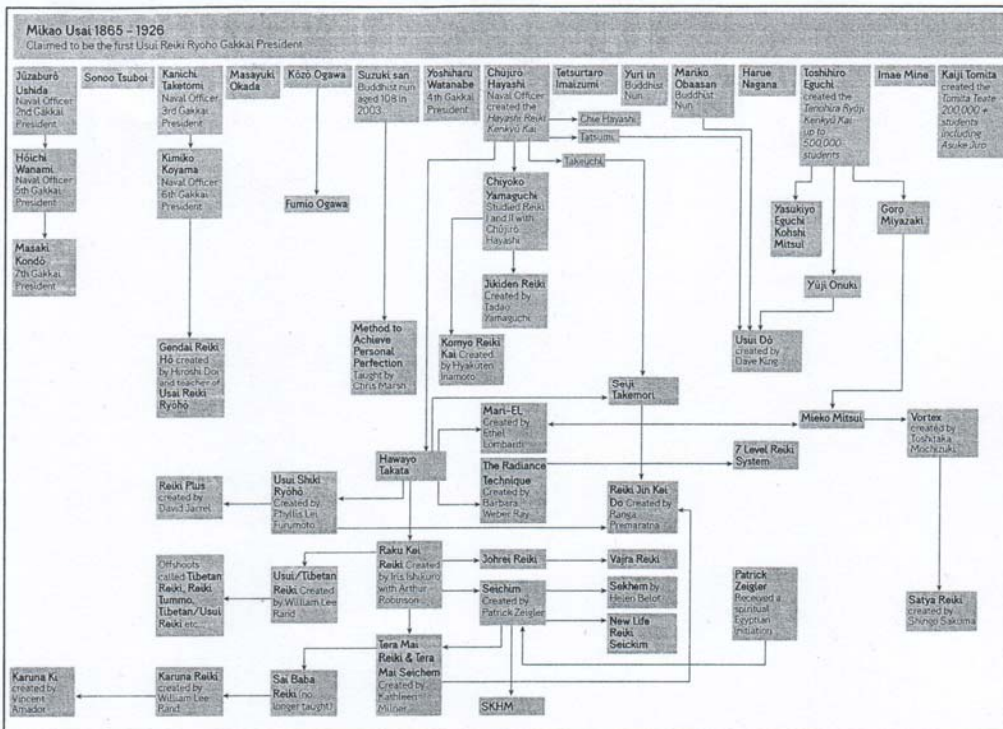 Mikao Usai 1865 - 1926
Claimed to be the first Usui Reiki Ryoho Gakkai President
Jūzaburō
Ushida
Naval Officer
2nd Gakkai
President
Sonoo Tsuboi
Kanichi
Taketomi
Naval Officer
3rd Gakkai
President
Masayuki
Okada
Kōzō Ogawa
Suzuki san
Buddhist nun
aged 108 in
2003
Yoshiharu
Watanabe
4th Gakkai
President
Chūjurō
Hayashi
Naval Officer
created the
Hayashi Reiki
Kenkyū Kai
Tetsurtaro
Imaizumi
Yuri in
Buddhist
Nun
Mariko
Obaasan
Buddhist
Nun
Harue
Nagana
Toshihiro
Eguchi
created the
Tenohira Ryōji
Kenkyū Kai
up to
500,000
students
Imae Mine
Kaiji Tomita
created the
Tomita Teate
200,000 +
students
including
Asuke Jiro
Chie Hayashi
Tatsumi
Takeuchi
Hōichi
Wanami
Naval Officer
5th Gakkai
President
Kimiko
Koyama
Naval Officer
6th Gakkai
President
Fumio Ogawa
Chiyoko
Yamaguchi
Studied Reiki
I and II with
Chūjirō
Hayashi
Yasukiyo
Eguchi
Kohshi
Mitsui
Goro
Miyazaki
Masaki
Kondō
7th Gakkai
President
Jikiden Reiki
Created by
Tadao
Yamaguchi
Yūji Onuki
Gendai Reiki
Hō created
by Hiroshi Doi
and teacher of
Usai Reiki
Ryōhō
Method to
Achieve
Personal
Perfection
Taught by
Chris Marsh
Komyo Reiki
Kai Created
by Hyakuten
Inamoto
Usui Dō
created by
Dave King
Seiji
Takemori
Mari-EL
Created by
Ethel
Lombardi
Mieko Mitsui
Vortex
created by
Toshitaka
Mochizuki
Hawayo
Takata
7 Level Reiki
System
The Radiance
Technique
Created by
Barbara
Weber Ray
Reiki Plus
created by
David Jarrel
Usui Shiki
Ryōhō
Created by
Phyllis Lei
Furumoto
Reiki Jin Kei
Do Created by
Ranga
Premaratna
Raku Kei
Reiki Created
by Iris Ishikuro
with Arthur
Robinson
Johrei Reiki
Vajra Reiki
Offshoots
called Tibetan
Reiki, Reiki
Tummo,
Tibetan/Usui
Reiki etc
Usui/Tibetan
Reiki Created
by William Lee
Rand
Seichim
Created by
Patrick Zeigler
Sekhem by
Helen Belot
Patrick
Zeigler
Received a
spiritual
Egyptian
initiation
Satya Reiki
created by
Shingo Sakuma
New Life
Reiki
Seickim
Tera Mai
Reiki & Tera
Mai Seichem
Created by
Kathleen
Milner
Karuna Ki
created by
Vincent
Amador
Karuna Reiki
created by
William Lee
Rand
Sai Baba
Reiki (no
longer taught)
SKHM